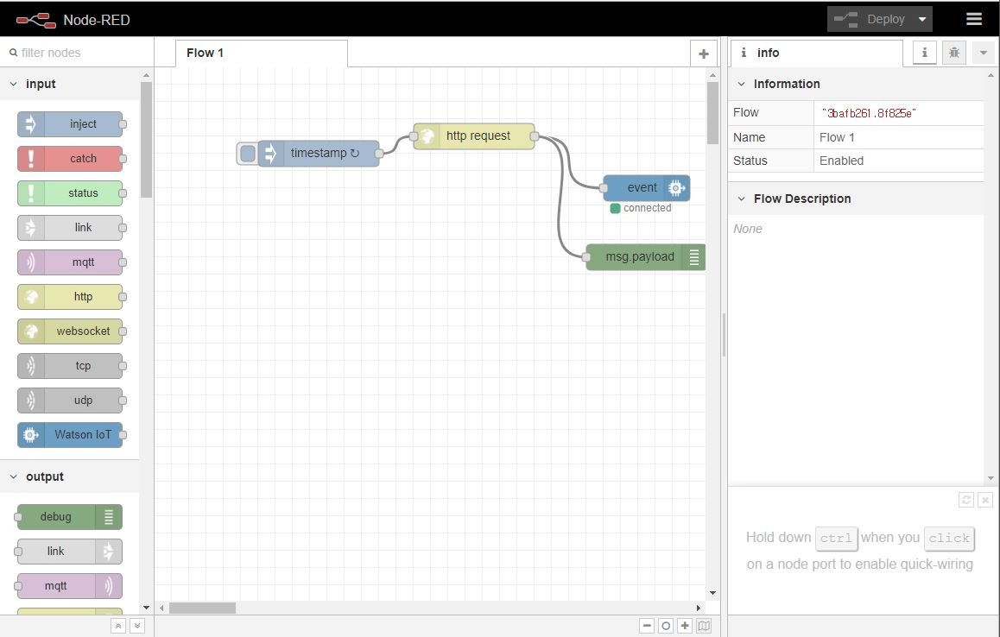 Node-RED
Deploy
filter nodes
Flow 1
info
input
inject
catch
status
link
mqtt
http
websocket
tcp
udp
Watson IoT
output
debug
link
mqtt
timestamp ↻
http request
event
connected
msg.payload
Information
Flow "3bafb261.8f825e"
Name Flow 1
Status Enabled
Flow Description
None
Hold down ctrl when you click
on a node port to enable quick-wiring